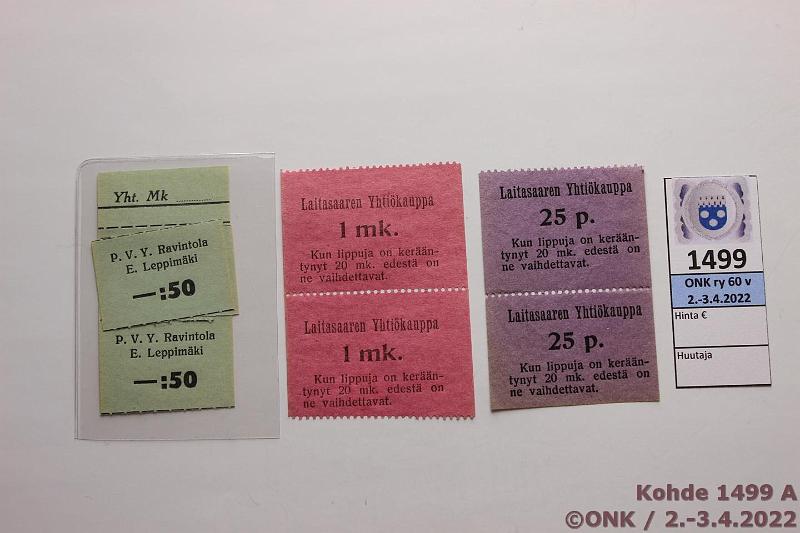 Yht. Mk
P. V. Y. Ravintola
E. Leppimäki
—:50
P. V. Y. Ravintola
E. Leppimäki
—:50
Laitasaaren Yhtiökauppa
1 mk.
Kun lippuja on kerään-
tynyt 20 mk. edestä on
ne vaihdettavat.
Laitasaaren Yhtiökauppa
1 mk.
Kun lippuja on kerään-
tynyt 20 mk. edestä on
ne vaihdettavat.
Laitasaaren Yhtiökauppa
25 p.
Kun lippuja on kerään-
tynyt 20 mk. edestä on
ne vaihdettavat.
Laitasaaren Yhtiökauppa
25 p.
Kun lippuja on kerään-
tynyt 20 mk. edestä on
ne vaihdettavat.
1499
ONK ry 60 v
2.-3.4.2022
Hinta €
Huutaja
Kohde 1499 A
©ONK / 2.-3.4.2022